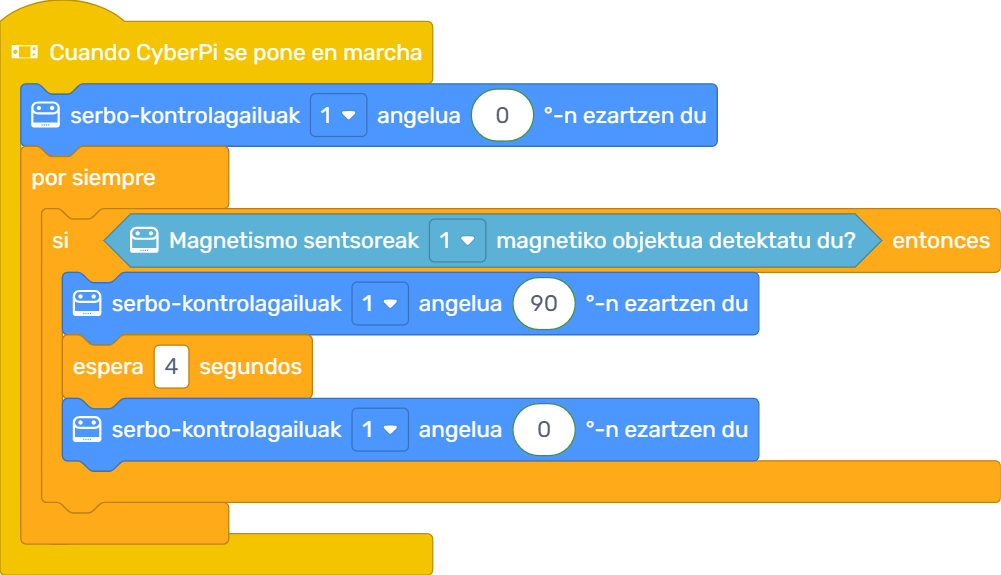 Cuando CyberPi se pone en marcha
serbo-kontrolagailuak 1 angelua 0 °-n ezartzen du
por siempre
si Magnetismo sentsoreak 1 magnetiko objektua detektatu du? entonces
serbo-kontrolagailuak 1 angelua 90 °-n ezartzen du
espera 4 segundos
serbo-kontrolagailuak 1 angelua 0 °-n ezartzen du